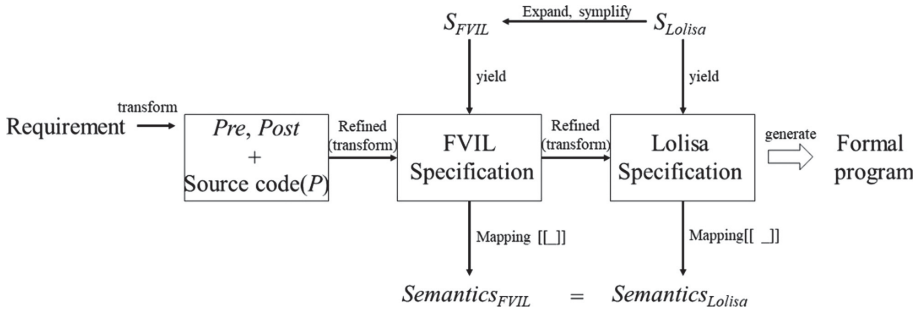 Expand, symplify
S_FVIL
S_Lolisa
yield
yield
Requirement
transform
Pre, Post
+
Source code(P)
Refined
(transform)
FVIL
Specification
Refined
(transform)
Lolisa
Specification
generate
Formal
program
Mapping [[_]]
Mapping[[ _]]
Semantics_FVIL = Semantics_Lolisa